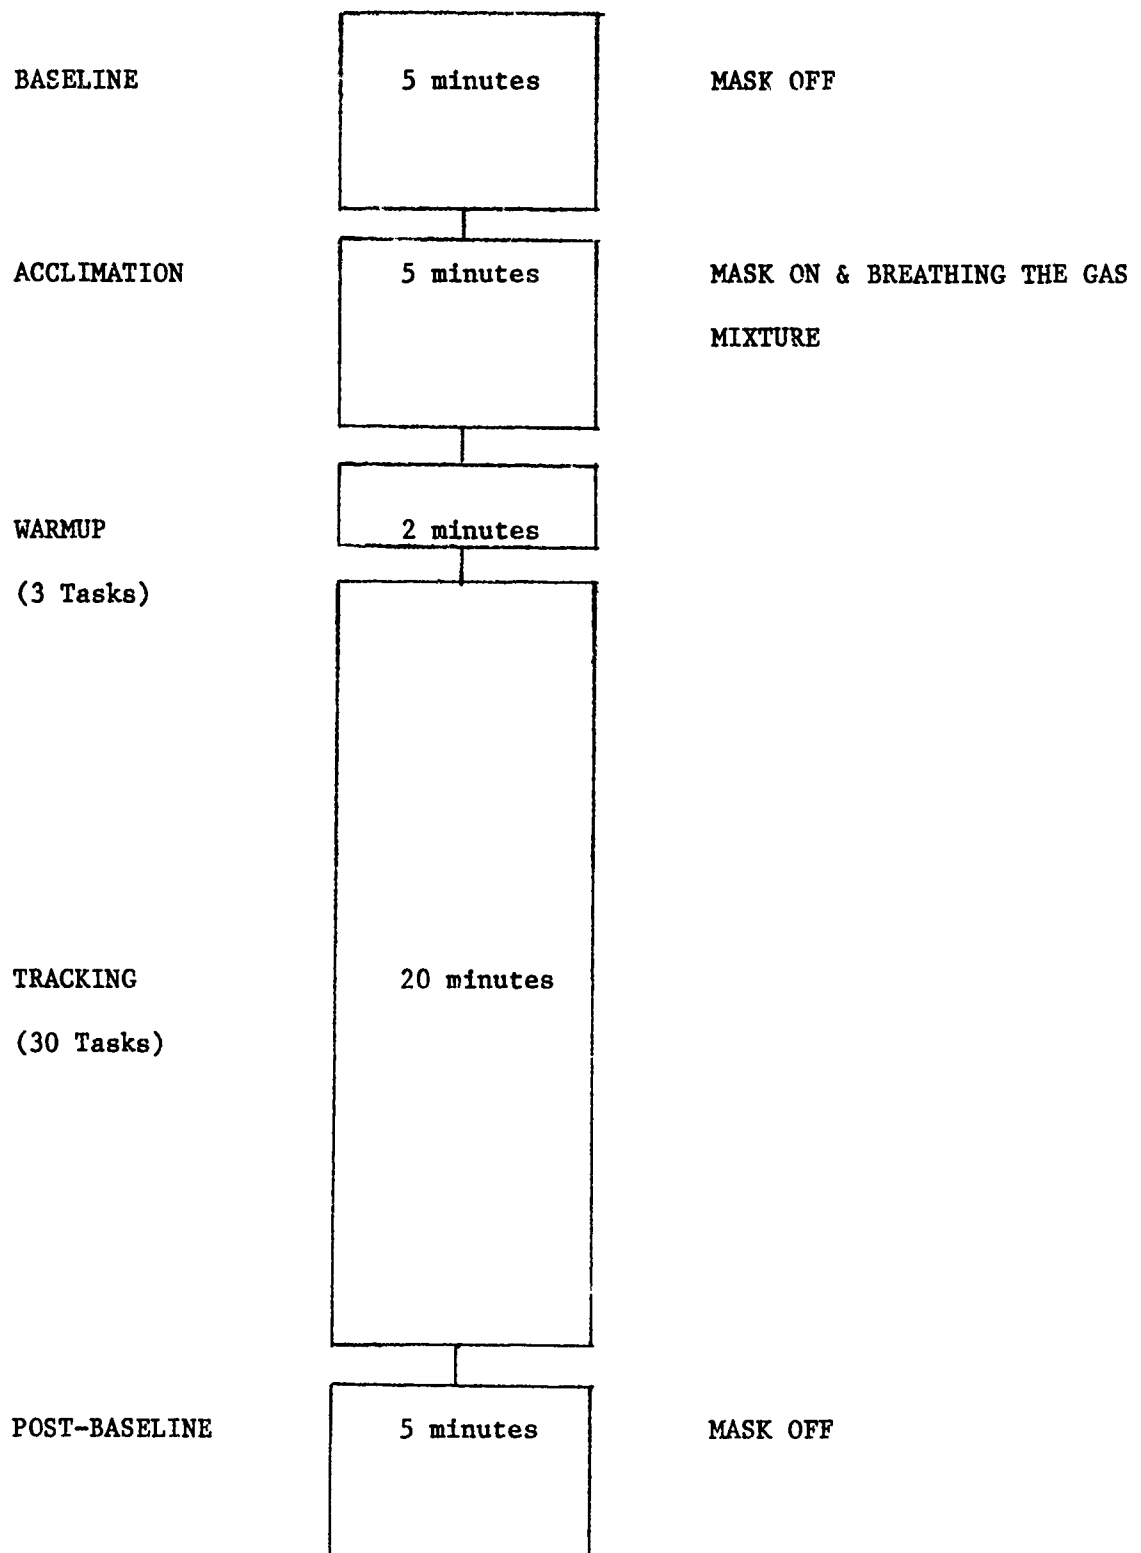 BASELINE 5 minutes MASK OFF
ACCLIMATION 5 minutes MASK ON & BREATHING THE GAS
MIXTURE
WARMUP 2 minutes
(3 Tasks)
TRACKING 20 minutes
(30 Tasks)
POST-BASELINE 5 minutes MASK OFF